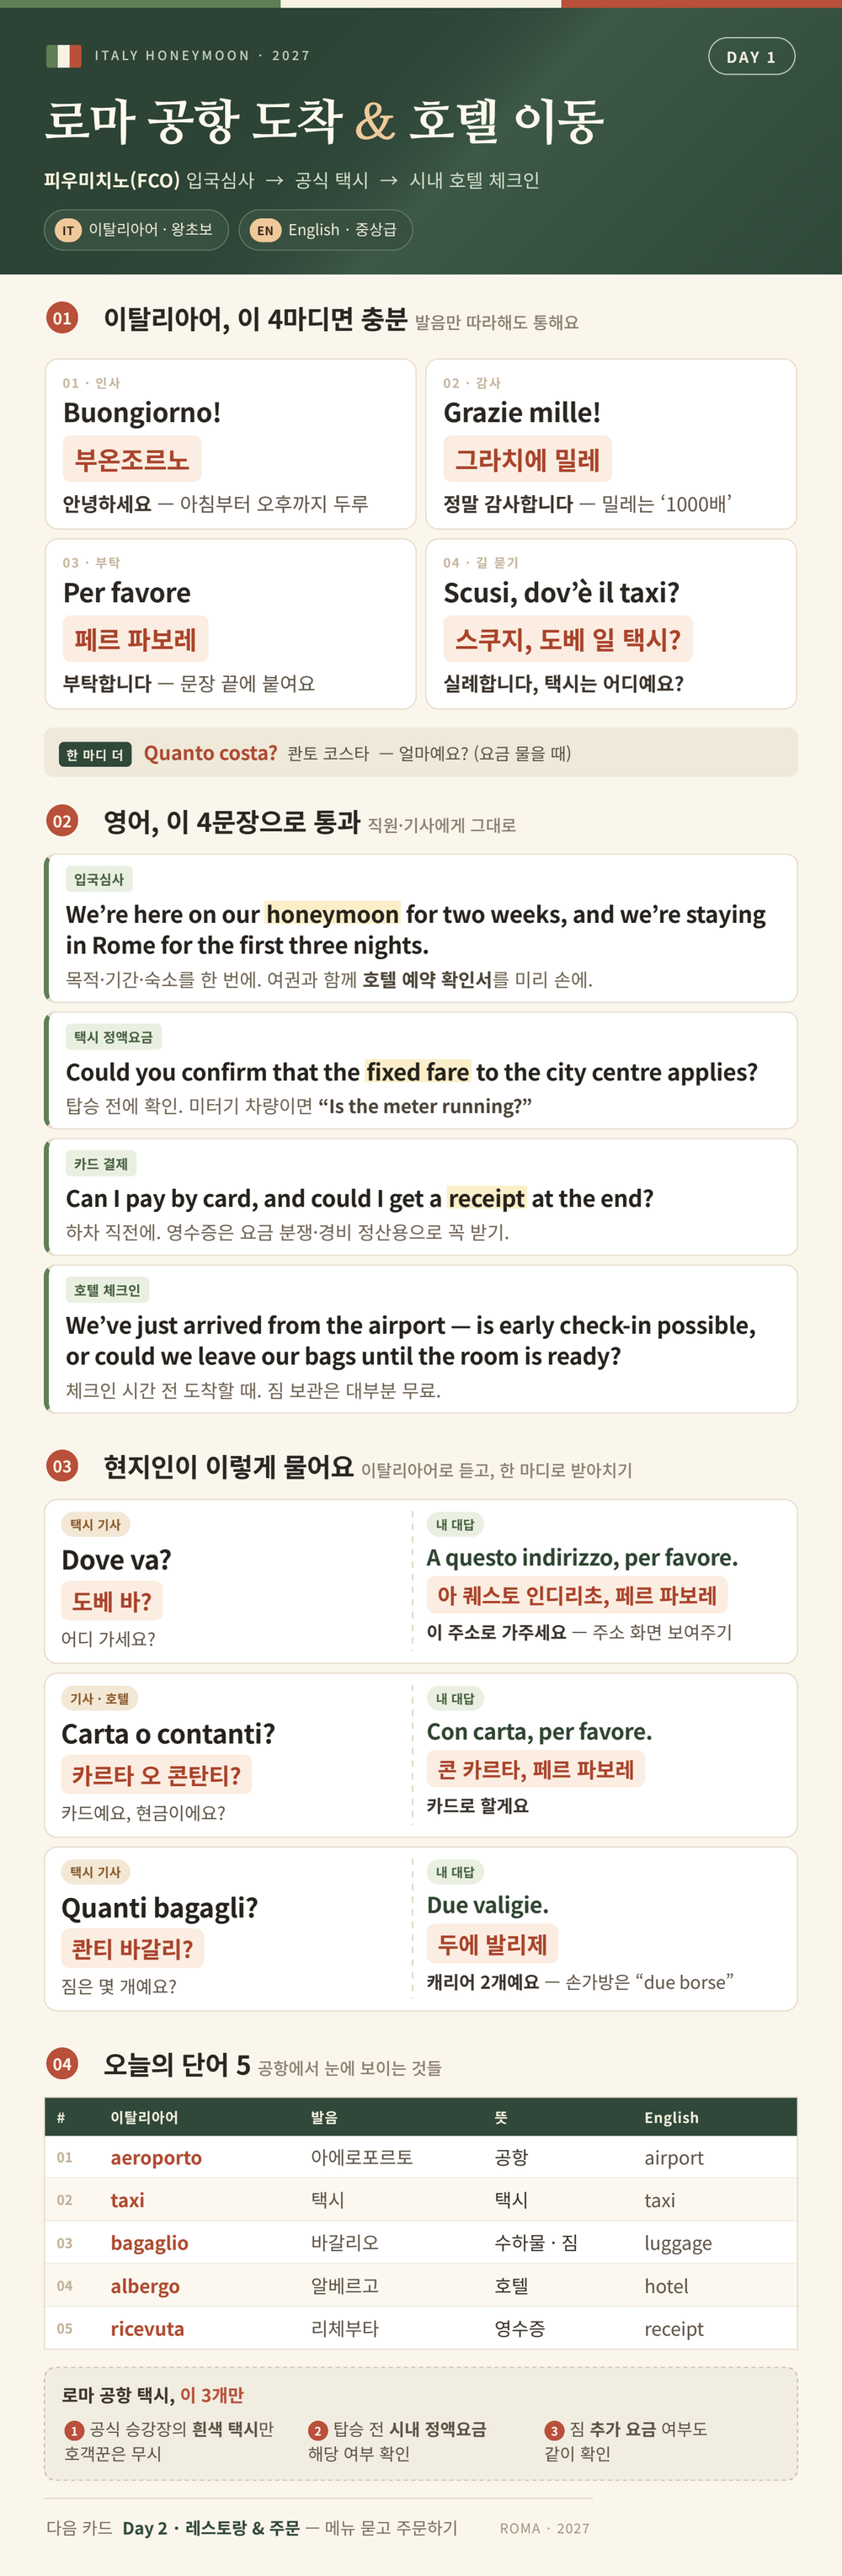 ITALY HONEYMOON · 2027
DAY 1
로마 공항 도착 & 호텔 이동
피우미치노(FCO) 입국심사 → 공식 택시 → 시내 호텔 체크인
IT 이탈리아어 · 왕초보
EN English · 중상급
01 이탈리아어, 이 4마디면 충분 발음만 따라해도 통해요
01 · 인사
Buongiorno!
부온조르노
안녕하세요 — 아침부터 오후까지 두루
02 · 감사
Grazie mille!
그라치에 밀레
정말 감사합니다 — 밀레는 ‘1000배’
03 · 부탁
Per favore
페르 파보레
부탁합니다 — 문장 끝에 붙여요
04 · 길 묻기
Scusi, dov’è il taxi?
스쿠지, 도베 일 택시?
실례합니다, 택시는 어디예요?
한 마디 더 Quanto costa? 콴토 코스타 — 얼마예요? (요금 물을 때)
02 영어, 이 4문장으로 통과 직원·기사에게 그대로
입국심사
We’re here on our honeymoon for two weeks, and we’re staying
in Rome for the first three nights.
목적·기간·숙소를 한 번에. 여권과 함께 호텔 예약 확인서를 미리 손에.
택시 정액요금
Could you confirm that the fixed fare to the city centre applies?
탑승 전에 확인. 미터기 차량이면 “Is the meter running?”
카드 결제
Can I pay by card, and could I get a receipt at the end?
하차 직전에. 영수증은 요금 분쟁·경비 정산용으로 꼭 받기.
호텔 체크인
We’ve just arrived from the airport — is early check-in possible,
or could we leave our bags until the room is ready?
체크인 시간 전 도착할 때. 짐 보관은 대부분 무료.
03 현지인이 이렇게 물어요 이탈리아어로 듣고, 한 마디로 받아치기
택시 기사
Dove va?
도베 바?
어디 가세요?
내 대답
A questo indirizzo, per favore.
아 퀘스토 인디리초, 페르 파보레
이 주소로 가주세요 — 주소 화면 보여주기
기사 · 호텔
Carta o contanti?
카르타 오 콘탄티?
카드예요, 현금이에요?
내 대답
Con carta, per favore.
콘 카르타, 페르 파보레
카드로 할게요
택시 기사
Quanti bagagli?
콴티 바갈리?
짐은 몇 개예요?
내 대답
Due valigie.
두에 발리제
캐리어 2개예요 — 손가방은 “due borse”
04 오늘의 단어 5 공항에서 눈에 보이는 것들
# 이탈리아어 발음 뜻 English
01 aeroporto 아에로포르토 공항 airport
02 taxi 택시 택시 taxi
03 bagaglio 바갈리오 수하물 · 짐 luggage
04 albergo 알베르고 호텔 hotel
05 ricevuta 리체부타 영수증 receipt
로마 공항 택시, 이 3개만
1 공식 승강장의 흰색 택시만
호객꾼은 무시
2 탑승 전 시내 정액요금
해당 여부 확인
3 짐 추가 요금 여부도
같이 확인
다음 카드 Day 2 · 레스토랑 & 주문 — 메뉴 묻고 주문하기
ROMA · 2027